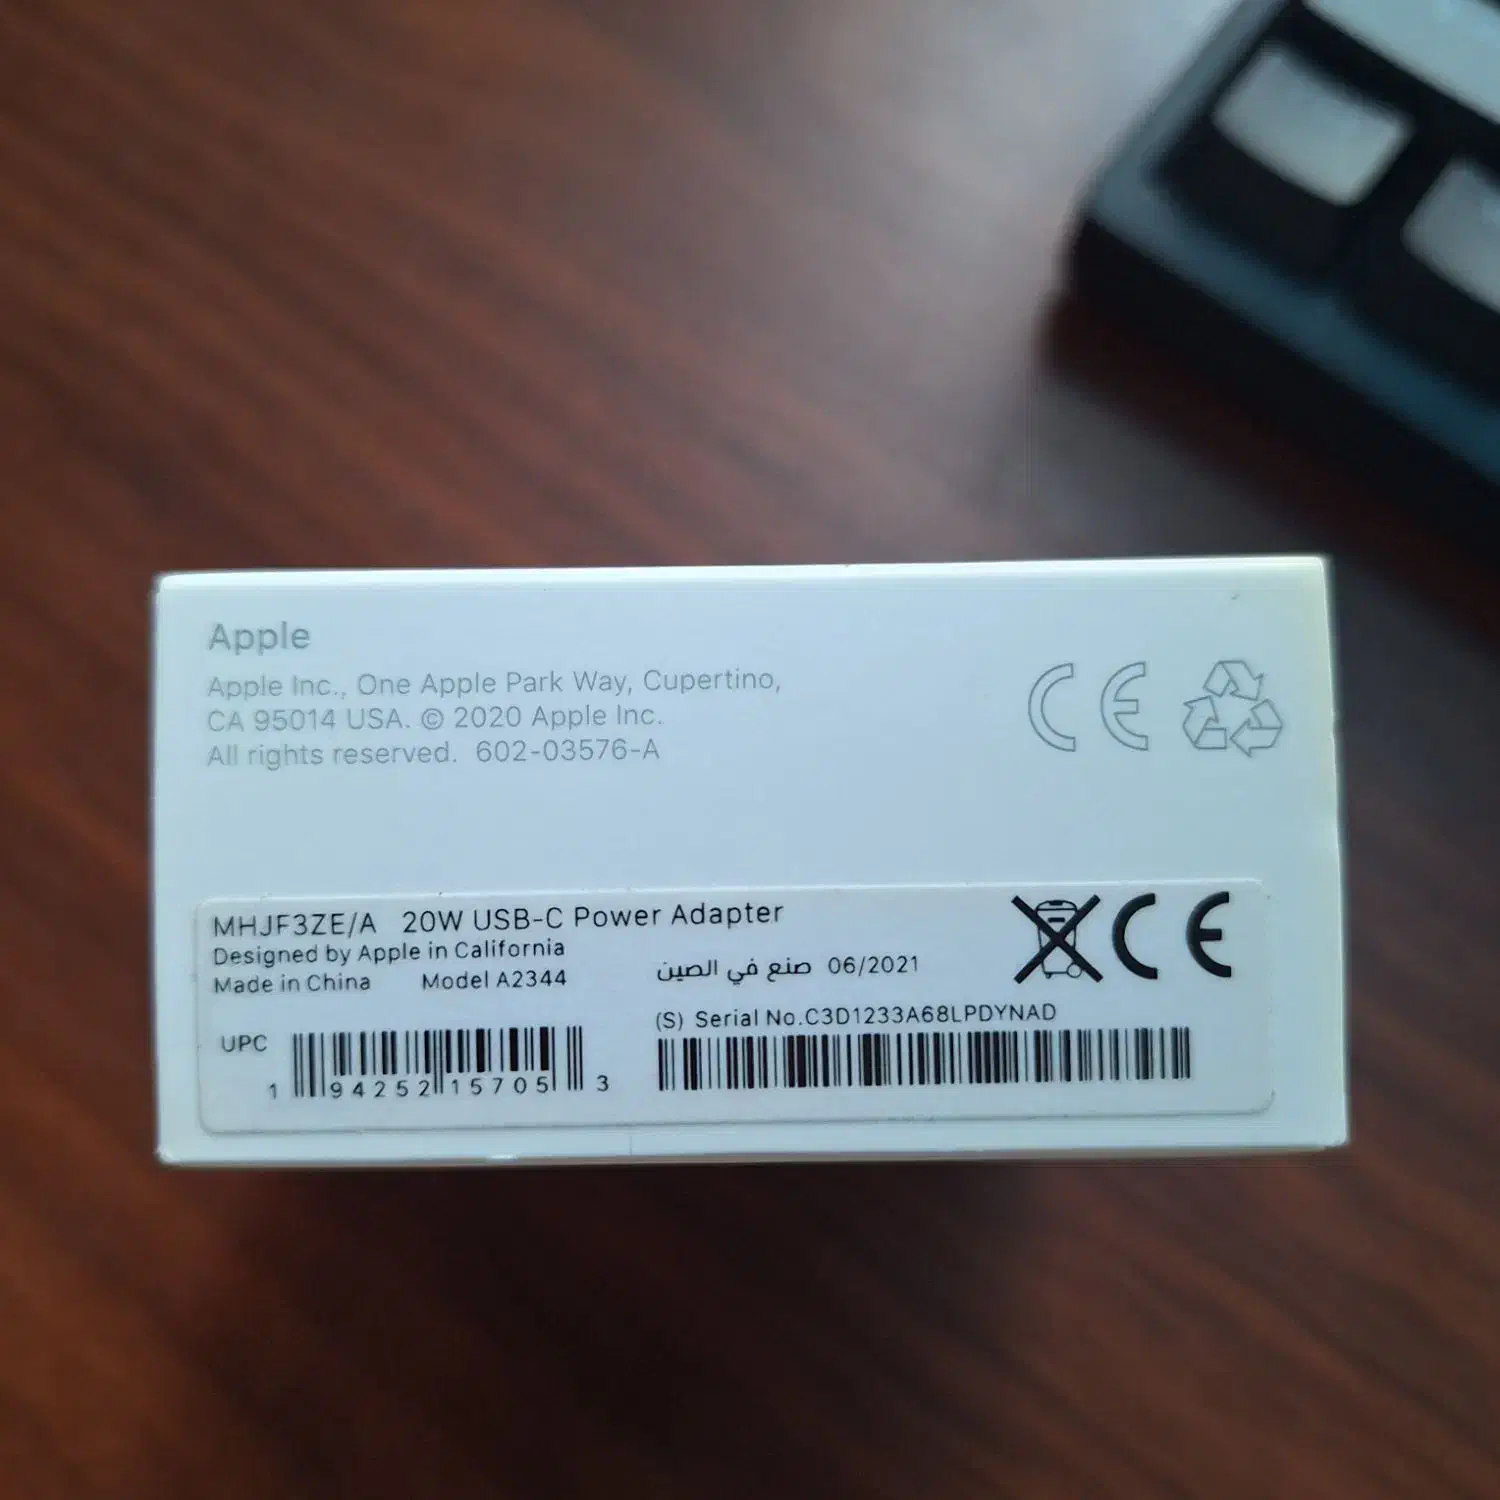 Apple
Apple Inc., One Apple Park Way, Cupertino,
CA 95014 USA. © 2020 Apple Inc.
All rights reserved. 602-03576-A
CE
MHJF3ZE/A 20W USB-C Power Adapter
Designed by Apple in California
Made in China Model A2344
صنع في الصين 06/2021
CE
UPC
1 94252 15705 3
(S) Serial No.C3D1233A68LPDYNAD